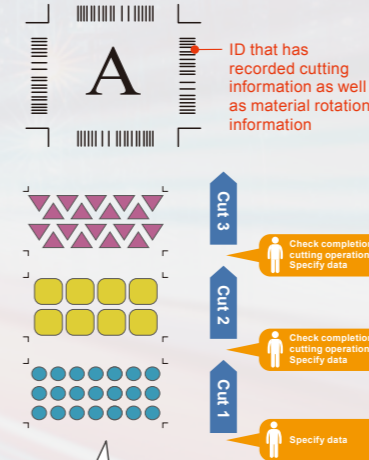 A
ID that has
recorded cutting
information as well
as material rotation
information
Cut 3
Check completion
cutting operation
Specify data
Cut 2
Check completion
cutting operation
Specify data
Cut 1
Specify data